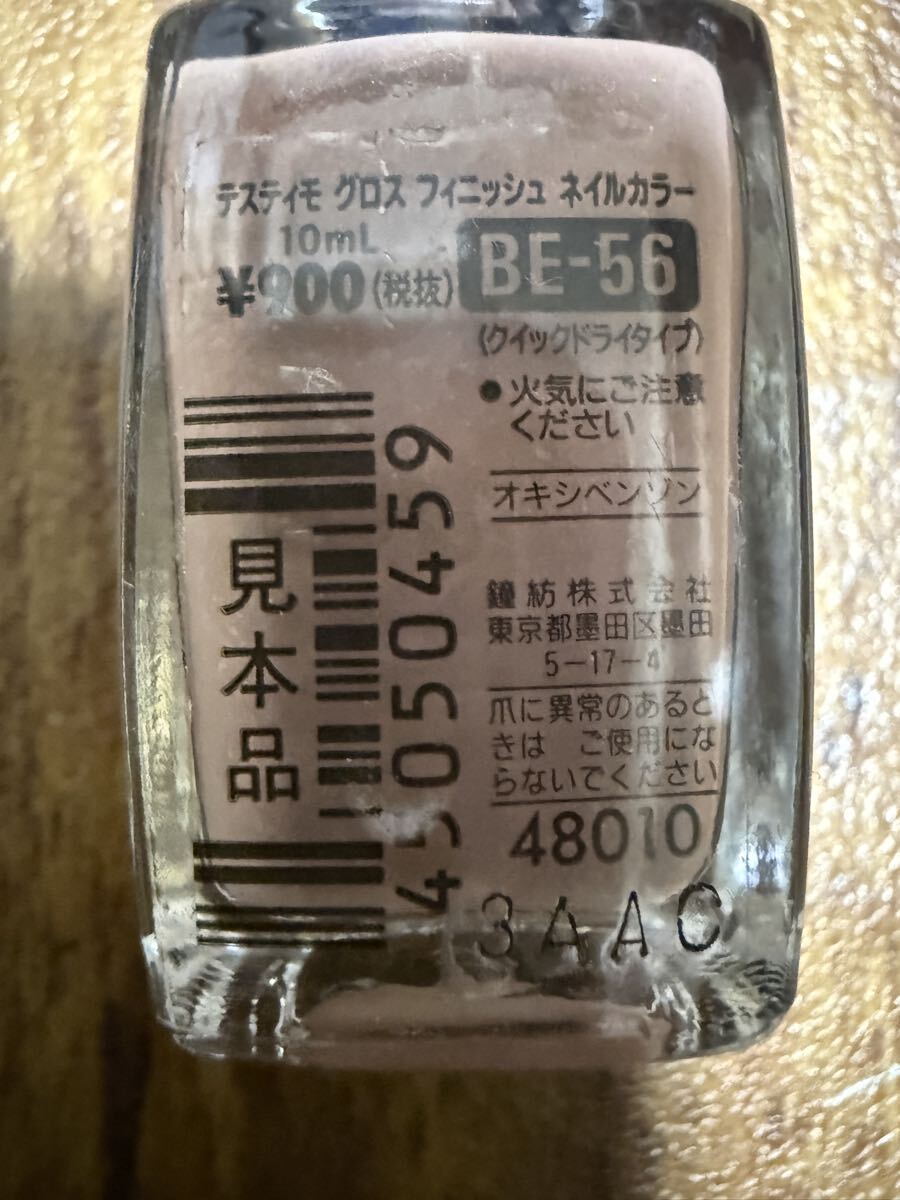 テスティモ グロス フィニッシュ ネイルカラー
10mL
¥900(税抜)
BE-56
(クイックドライタイプ)
●火気にご注意
ください
オキシベンゾン
鐘紡株式会社
東京都墨田区墨田
5-17-4
爪に異常のあると
きは ご使用にな
らないでください
48010
3AAC
見本品
45050459